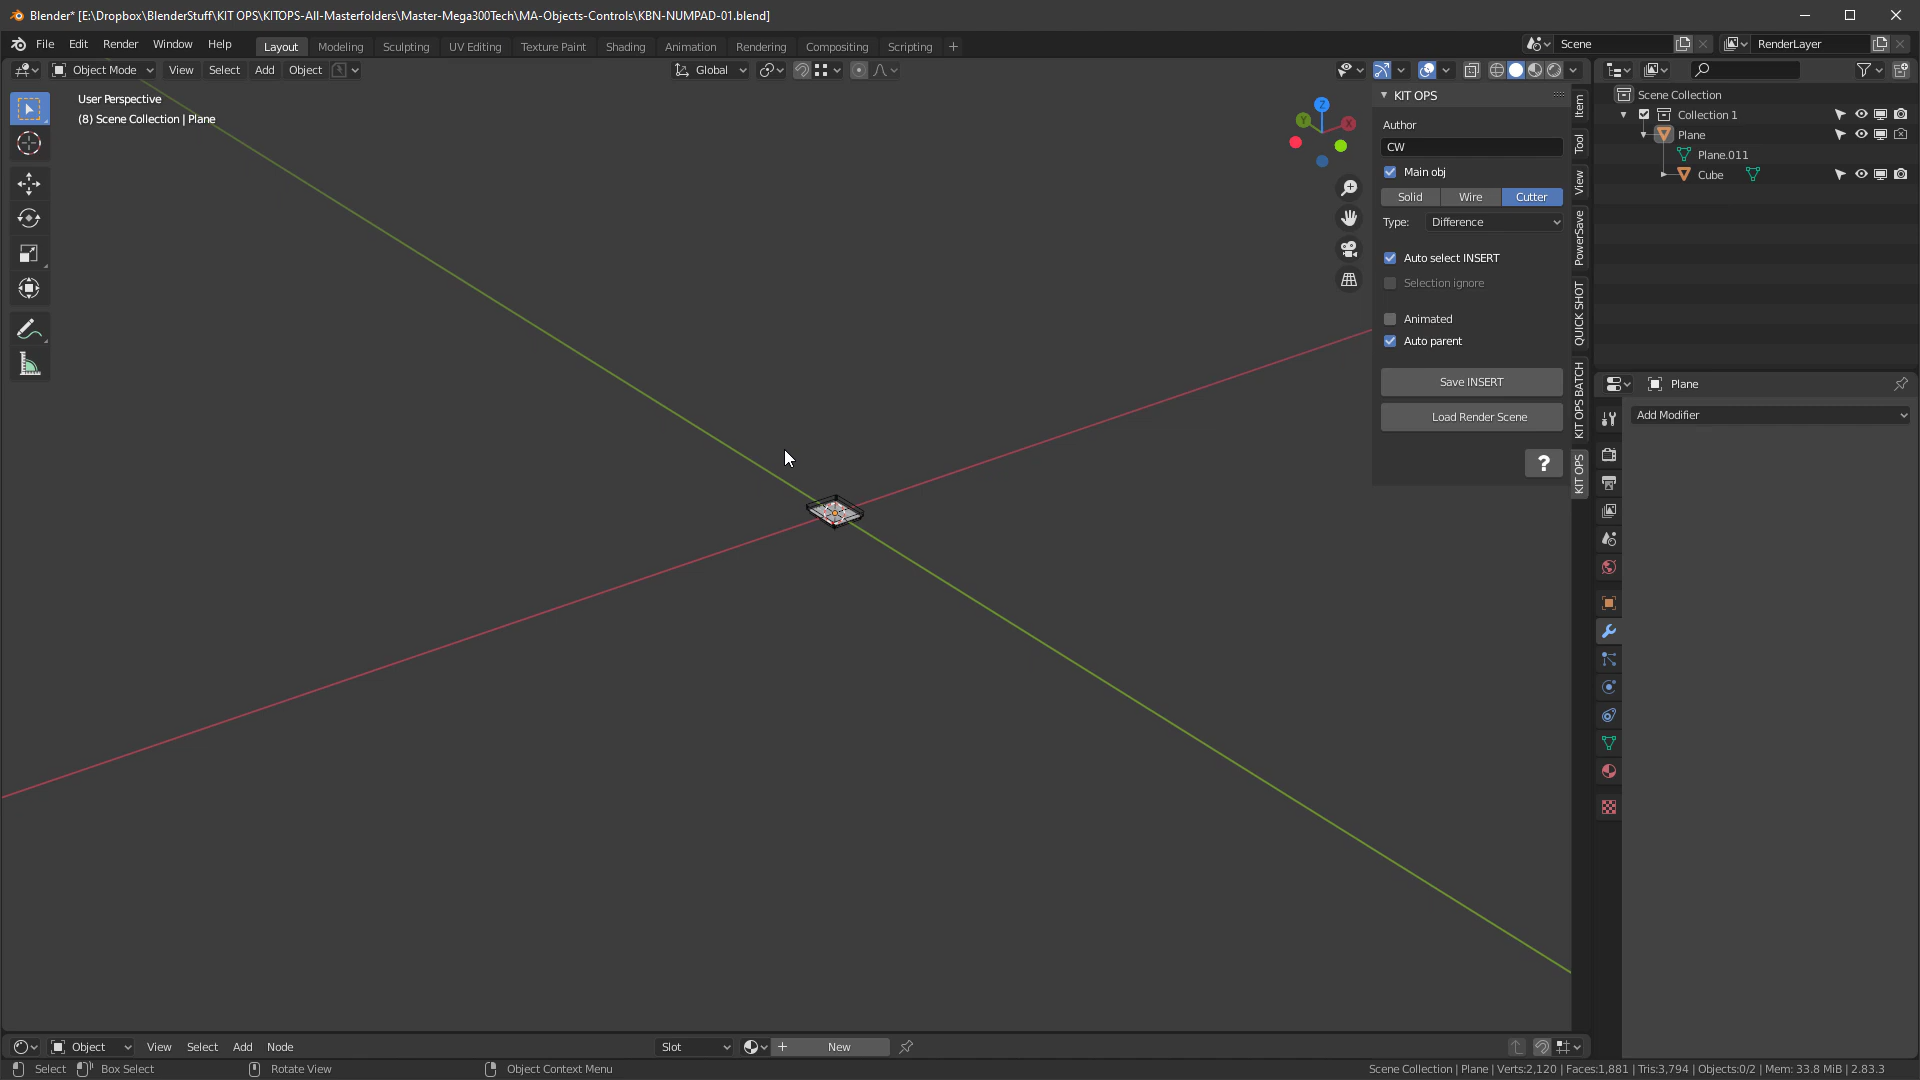 Blender* [E:\Dropbox\BlenderStuff\KIT OPS\KITOPS-All-Masterfolders\Master-Mega300Tech\MA-Objects-Controls\KBN-NUMPAD-01.blend]
File Edit Render Window Help Layout Modeling Sculpting UV Editing Texture Paint Shading Animation Rendering Compositing Scripting + Scene RenderLayer
Object Mode View Select Add Object Global
User Perspective
(8) Scene Collection | Plane
Z
Y
X
KIT OPS
Author
CW
Main obj
Solid Wire Cutter
Type: Difference
Auto select INSERT
Selection ignore
Animated
Auto parent
Save INSERT
Load Render Scene
?
Item
Tool
View
PowerSave
QUICK SHOT
KIT OPS BATCH
KIT OPS
Scene Collection
Collection 1
Plane
Plane.011
Cube
Plane
Add Modifier
Object View Select Add Node Slot + New
Select Box Select Rotate View Object Context Menu Scene Collection | Plane | Verts:2,120 | Faces:1,881 | Tris:3,794 | Objects:0/2 | Mem: 33.8 MiB | 2.83.3